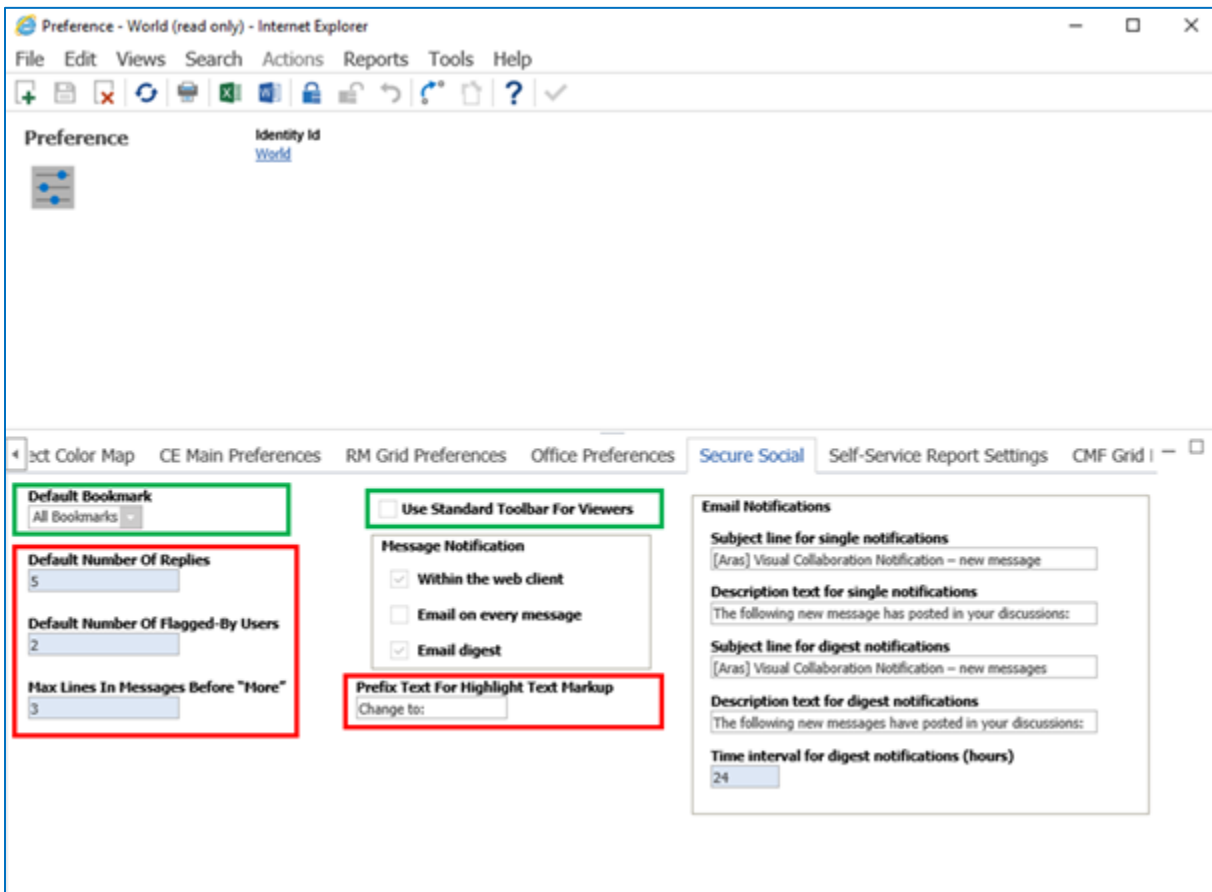 Preference - World (read only) - Internet Explorer
File Edit Views Search Actions Reports Tools Help
Preference
Identity Id
World
ect Color Map CE Main Preferences RM Grid Preferences Office Preferences Secure Social Self-Service Report Settings CMF Grid
Default Bookmark
All Bookmarks
Default Number Of Replies
5
Default Number Of Flagged-By Users
2
Max Lines In Messages Before "More"
3
Use Standard Toolbar For Viewers
Message Notification
Within the web client
Email on every message
Email digest
Prefix Text For Highlight Text Markup
Change to:
Email Notifications
Subject line for single notifications
[Aras] Visual Collaboration Notification – new message
Description text for single notifications
The following new message has posted in your discussions:
Subject line for digest notifications
[Aras] Visual Collaboration Notification – new messages
Description text for digest notifications
The following new messages have posted in your discussions:
Time interval for digest notifications (hours)
24